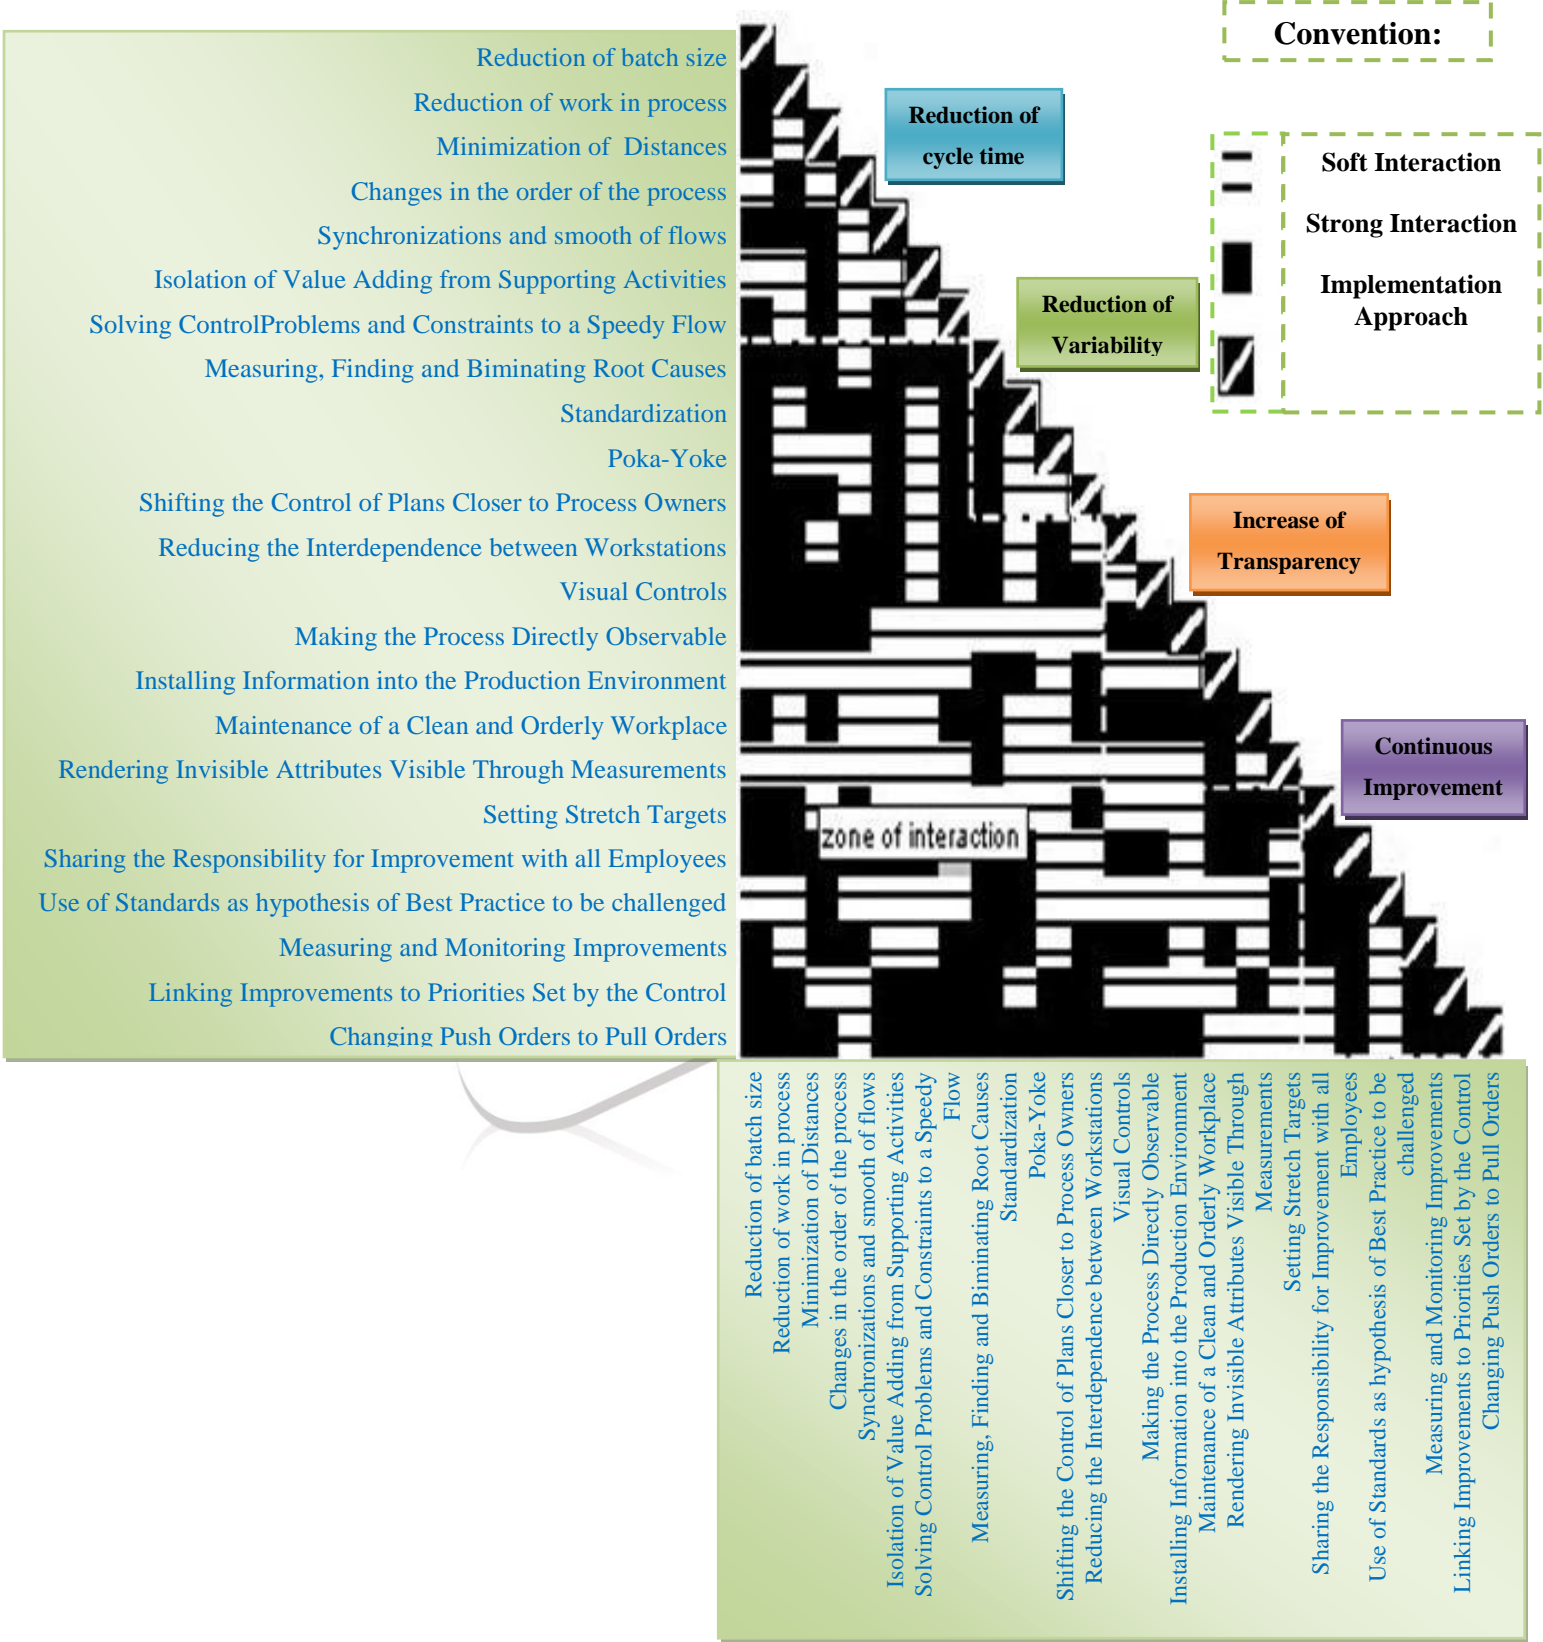 Convention:
Reduction of batch size
Reduction of work in process
Minimization of Distances
Changes in the order of the process
Synchronizations and smooth of flows
Isolation of Value Adding from Supporting Activities
Solving ControlProblems and Constraints to a Speedy Flow
Measuring, Finding and Biminating Root Causes
Standardization
Poka-Yoke
Shifting the Control of Plans Closer to Process Owners
Reducing the Interdependence between Workstations
Visual Controls
Making the Process Directly Observable
Installing Information into the Production Environment
Maintenance of a Clean and Orderly Workplace
Rendering Invisible Attributes Visible Through Measurements
Setting Stretch Targets
Sharing the Responsibility for Improvement with all Employees
Use of Standards as hypothesis of Best Practice to be challenged
Measuring and Monitoring Improvements
Linking Improvements to Priorities Set by the Control
Changing Push Orders to Pull Orders
Reduction of
cycle time
Soft Interaction
Strong Interaction
Implementation
Approach
Reduction of
Variability
Increase of
Transparency
Continuous
Improvement
zone of interaction
Reduction of batch size
Reduction of work in process
Minimization of Distances
Changes in the order of the process
Synchronizations and smooth of flows
Isolation of Value Adding from Supporting Activities
Solving Control Problems and Constraints to a Speedy
Flow
Measuring, Finding and Biminating Root Causes
Standardization
Poka-Yoke
Shifting the Control of Plans Closer to Process Owners
Reducing the Interdependence between Workstations
Visual Controls
Making the Process Directly Observable
Installing Information into the Production Environment
Maintenance of a Clean and Orderly Workplace
Rendering Invisible Attributes Visible Through
Measurements
Setting Stretch Targets
Sharing the Responsibility for Improvement with all
Employees
Use of Standards as hypothesis of Best Practice to be
challenged
Measuring and Monitoring Improvements
Linking Improvements to Priorities Set by the Control
Changing Push Orders to Pull Orders